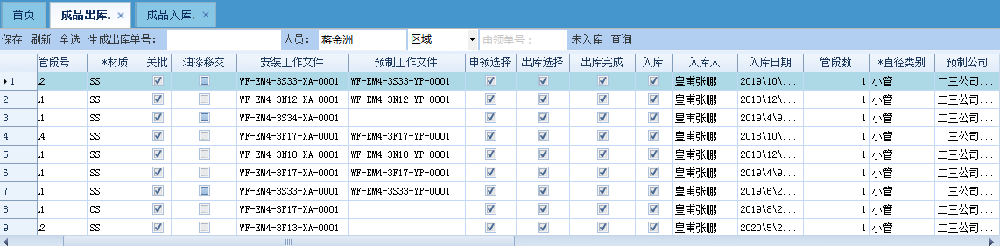 首页 成品出库. × 成品入库. ×
保存 刷新 全选 生成出库单号: 人员: 蒋金洲 区域 申领单号: 未入库 查询
管段号 *材质 关批 油漆移交 安装工作文件 预制工作文件 申领选择 出库选择 出库完成 入库 入库人 入库日期 管段数 *直径类别 预制公司
1 .2 SS WF-EM4-3S33-XA-0001 WF-EM4-3S33-YP-0001 皇甫张鹏 2019\10\... 1 小管 二三公司...
2 .1 SS WF-EM4-3N12-XA-0001 WF-EM4-3N12-YP-0001 皇甫张鹏 2018\12\... 1 小管 二三公司...
3 .1 SS WF-EM4-3S34-XA-0001 皇甫张鹏 2019\4\9... 1 小管 二三公司...
4 .4 SS WF-EM4-3F17-XA-0001 WF-EM4-3F17-YP-0001 皇甫张鹏 2018\10\... 1 小管 二三公司...
5 .1 SS WF-EM4-3N10-XA-0001 WF-EM4-3N10-YP-0001 皇甫张鹏 2018\12\... 1 小管 二三公司...
6 .1 SS WF-EM4-3F17-XA-0001 WF-EM4-3F17-YP-0001 皇甫张鹏 2019\4\9... 1 小管 二三公司...
7 .1 SS WF-EM4-3S33-XA-0001 WF-EM4-3S33-YP-0001 皇甫张鹏 2019\6\2... 1 小管 二三公司...
8 .1 CS WF-EM4-3F17-XA-0001 皇甫张鹏 2019\8\2... 1 小管 二三公司...
9 .2 SS WF-EM4-3F13-XA-0001 皇甫张鹏 2020\5\2... 1 小管 二三公司...